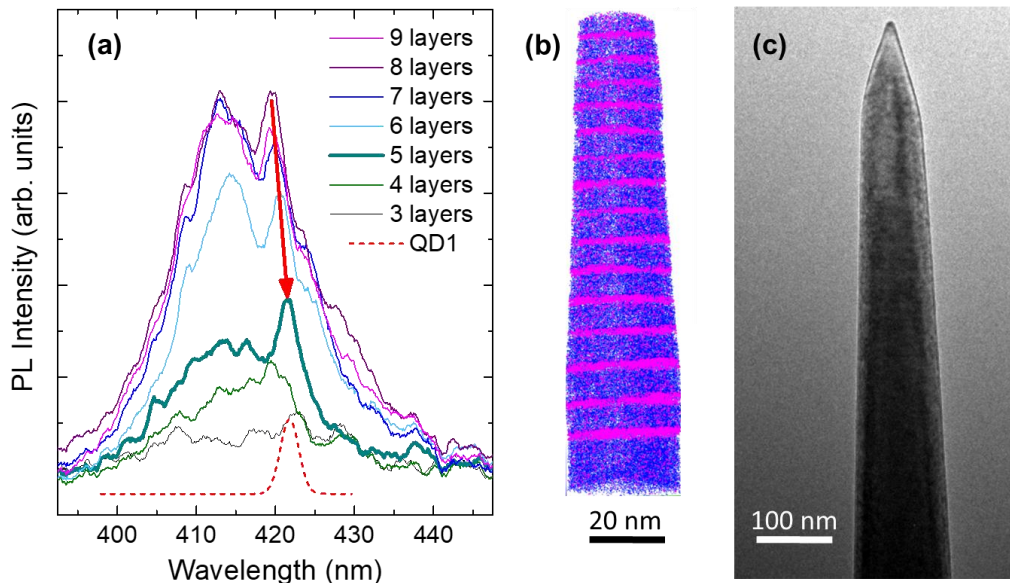 (a)
9 layers
8 layers
7 layers
6 layers
5 layers
4 layers
3 layers
QD1
PL Intensity (arb. units)
400
410
420
430
440
Wavelength (nm)
(b)
20 nm
(c)
100 nm